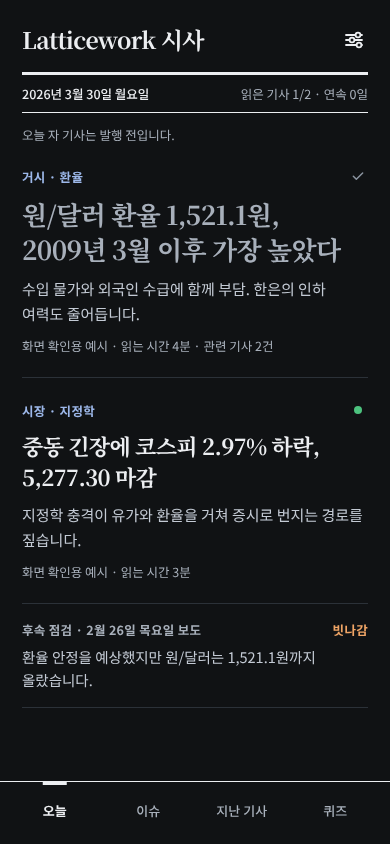 Latticework 시사
2026년 3월 30일 월요일
읽은 기사 1/2 · 연속 0일
오늘 자 기사는 발행 전입니다.
거시 · 환율
원/달러 환율 1,521.1원,
2009년 3월 이후 가장 높았다
수입 물가와 외국인 수급에 함께 부담. 한은의 인하
여력도 줄어듭니다.
화면 확인용 예시 · 읽는 시간 4분 · 관련 기사 2건
시장 · 지정학
중동 긴장에 코스피 2.97% 하락,
5,277.30 마감
지정학 충격이 유가와 환율을 거쳐 증시로 번지는 경로를
짚습니다.
화면 확인용 예시 · 읽는 시간 3분
후속 점검 · 2월 26일 목요일 보도
빗나감
환율 안정을 예상했지만 원/달러는 1,521.1원까지
올랐습니다.
오늘
이슈
지난 기사
퀴즈